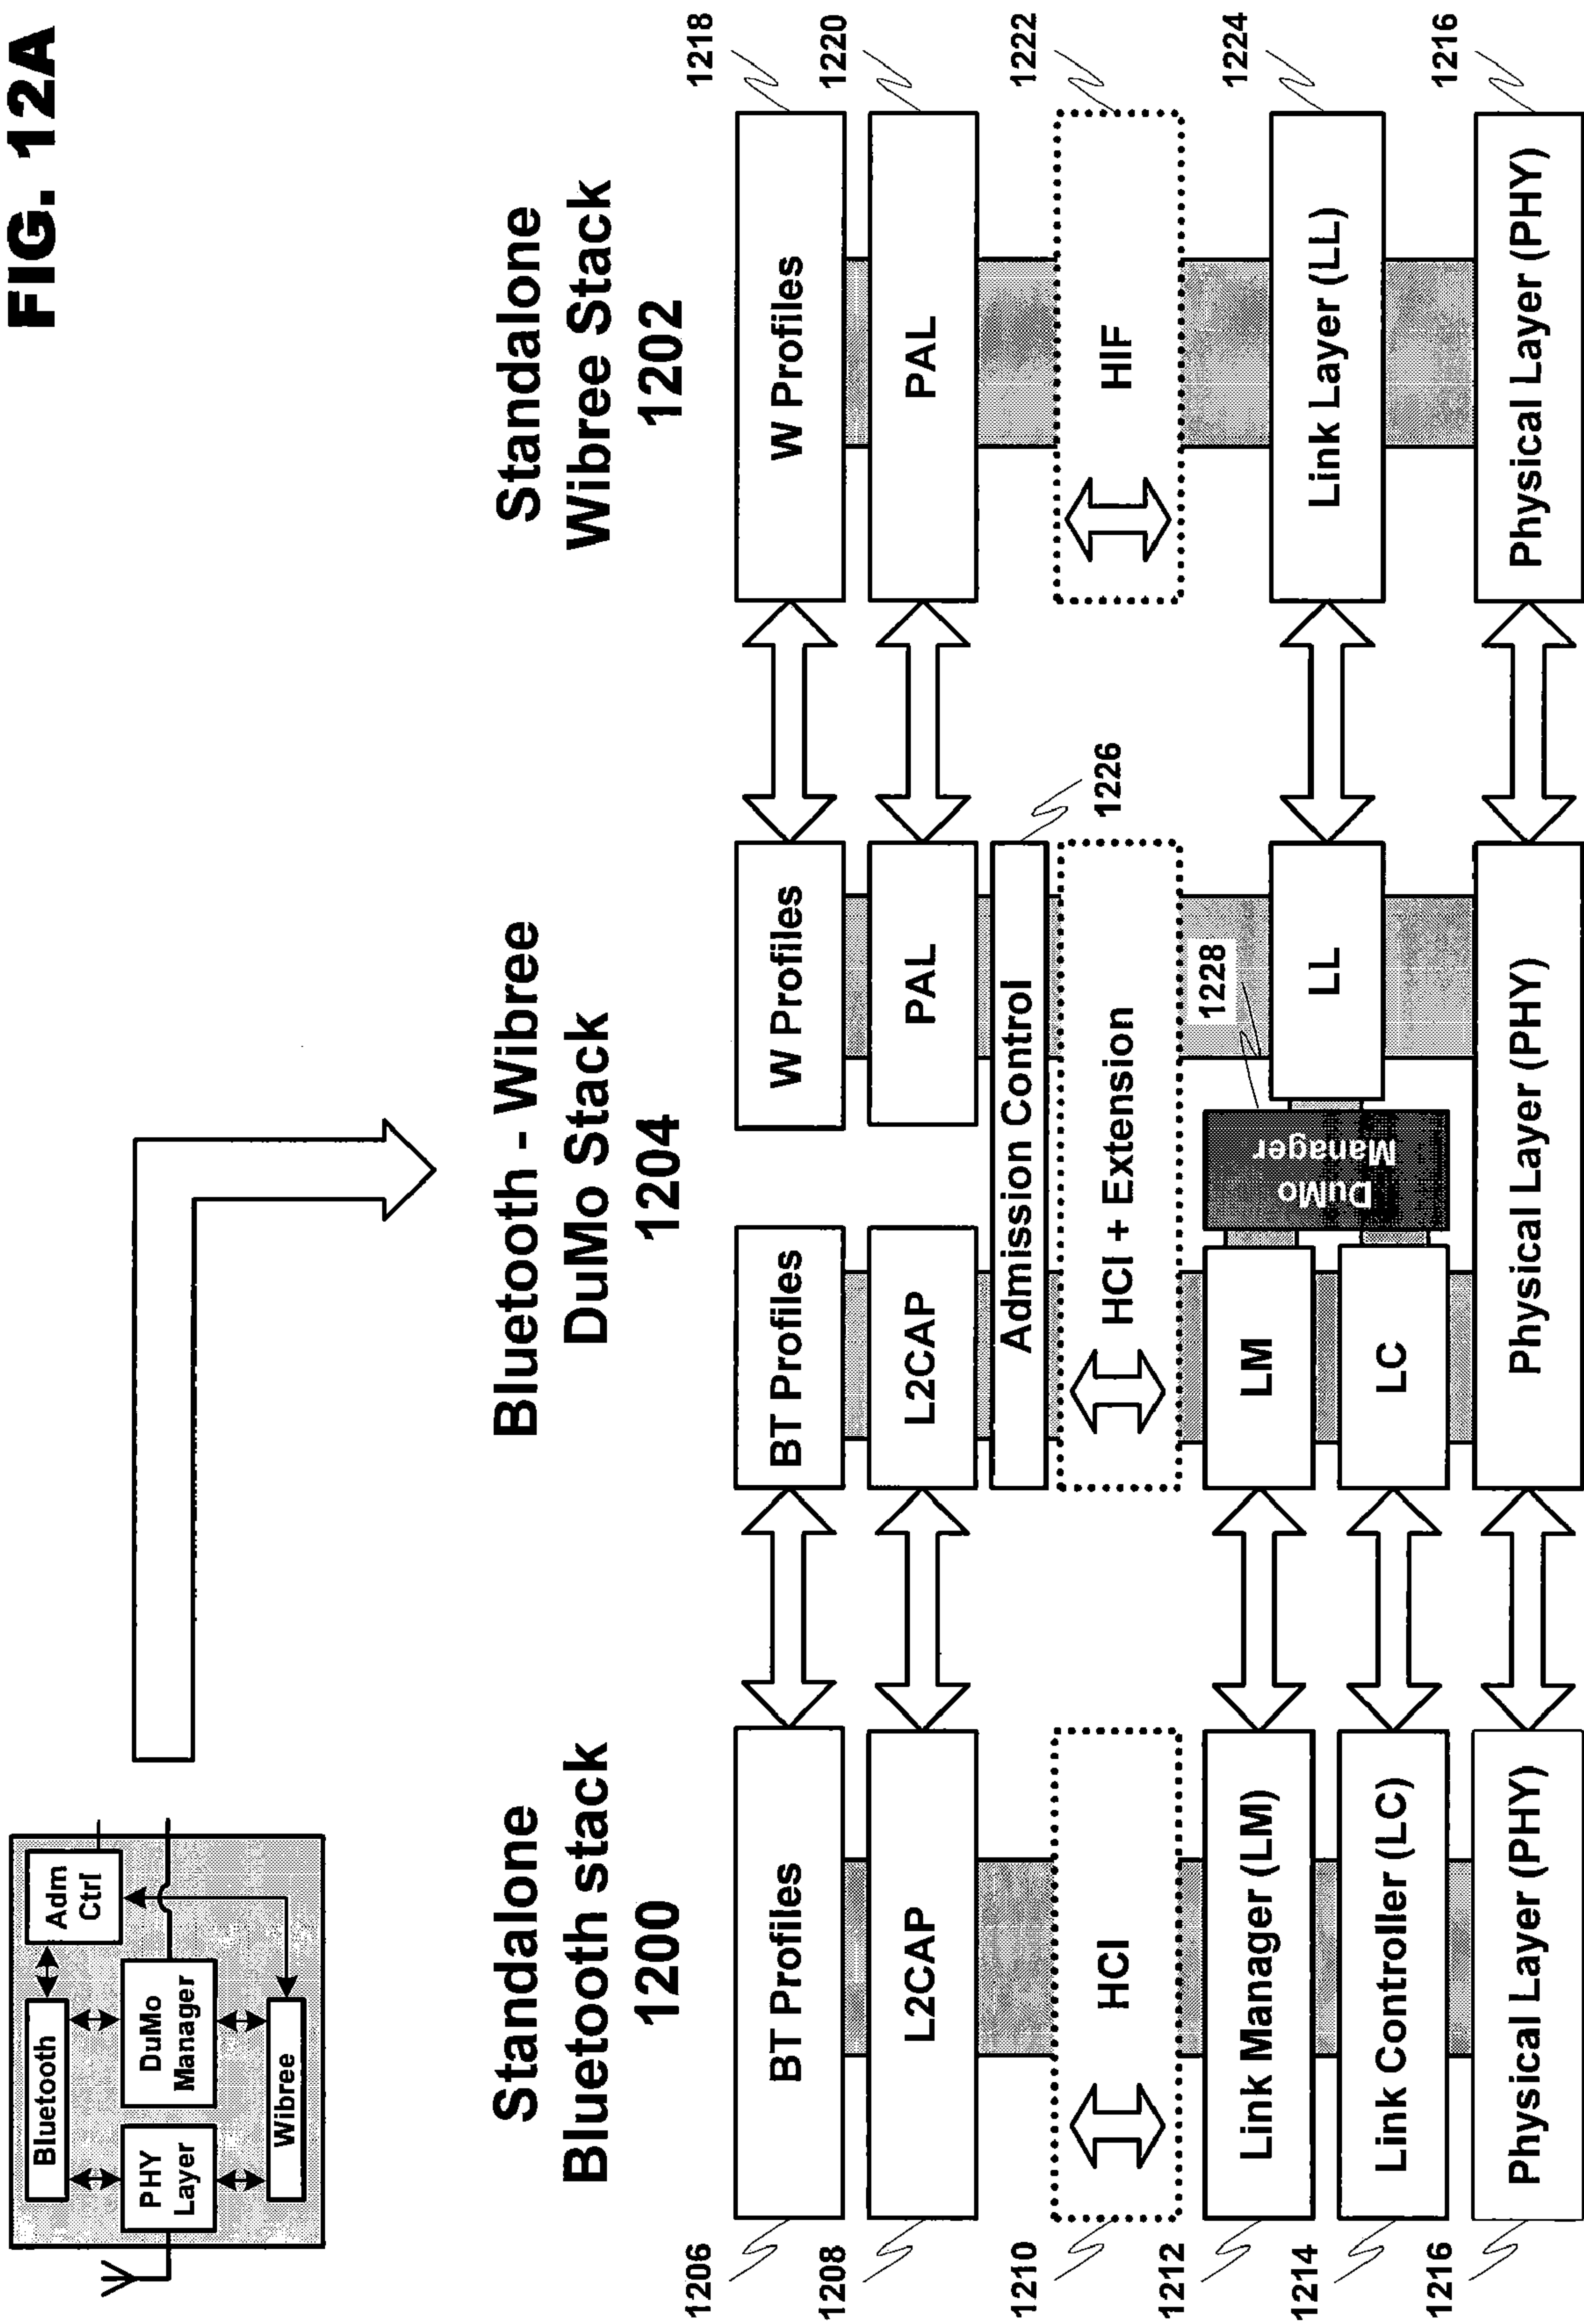 FIG. 12A
Bluetooth
Adm
Ctrl
PHY
Layer
DuMo
Manager
Wibree
Standalone
Bluetooth stack
1200
Bluetooth - Wibree
DuMo Stack
1204
Standalone
Wibree Stack
1202
1206
BT Profiles
BT Profiles
W Profiles
W Profiles
1218
1208
L2CAP
L2CAP
PAL
PAL
1220
Admission Control
1226
1210
HCI
HCI + Extension
HIF
1222
1212
Link Manager (LM)
LM
DuMo
Manager
1228
LL
Link Layer (LL)
1224
1214
Link Controller (LC)
LC
1216
Physical Layer (PHY)
Physical Layer (PHY)
Physical Layer (PHY)
1216